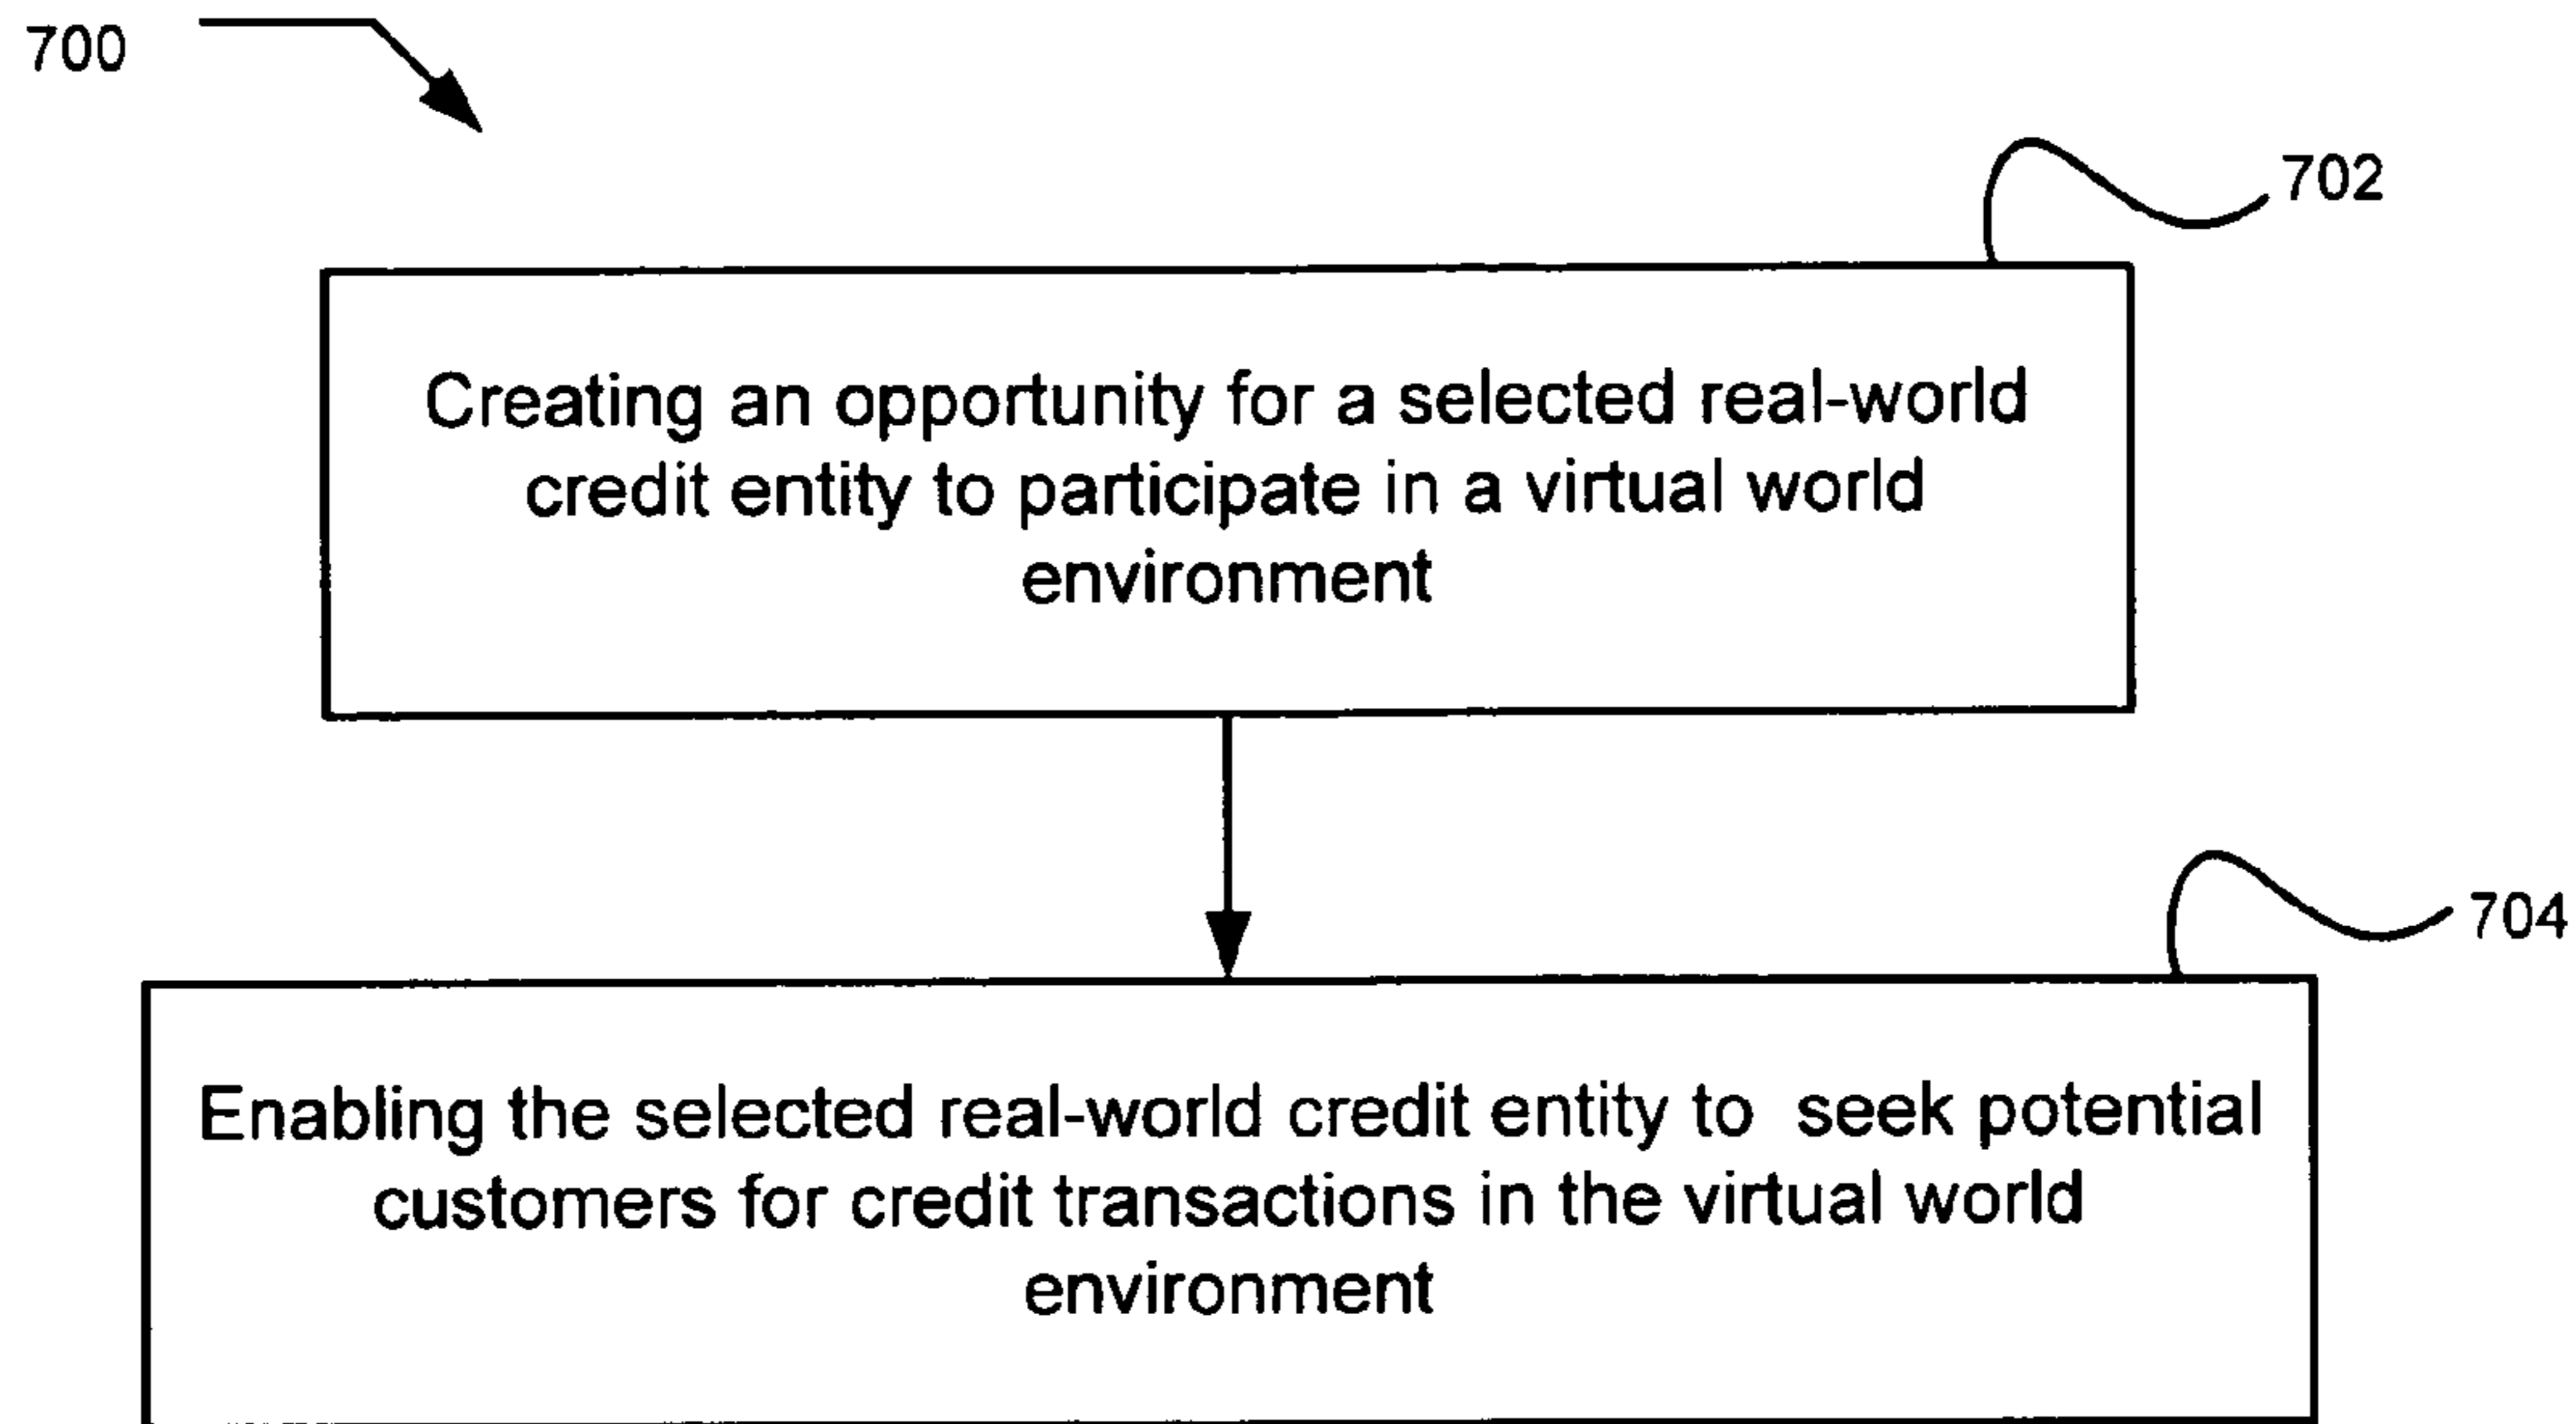 700
702
Creating an opportunity for a selected real-world
credit entity to participate in a virtual world
environment
704
Enabling the selected real-world credit entity to seek potential
customers for credit transactions in the virtual world
environment